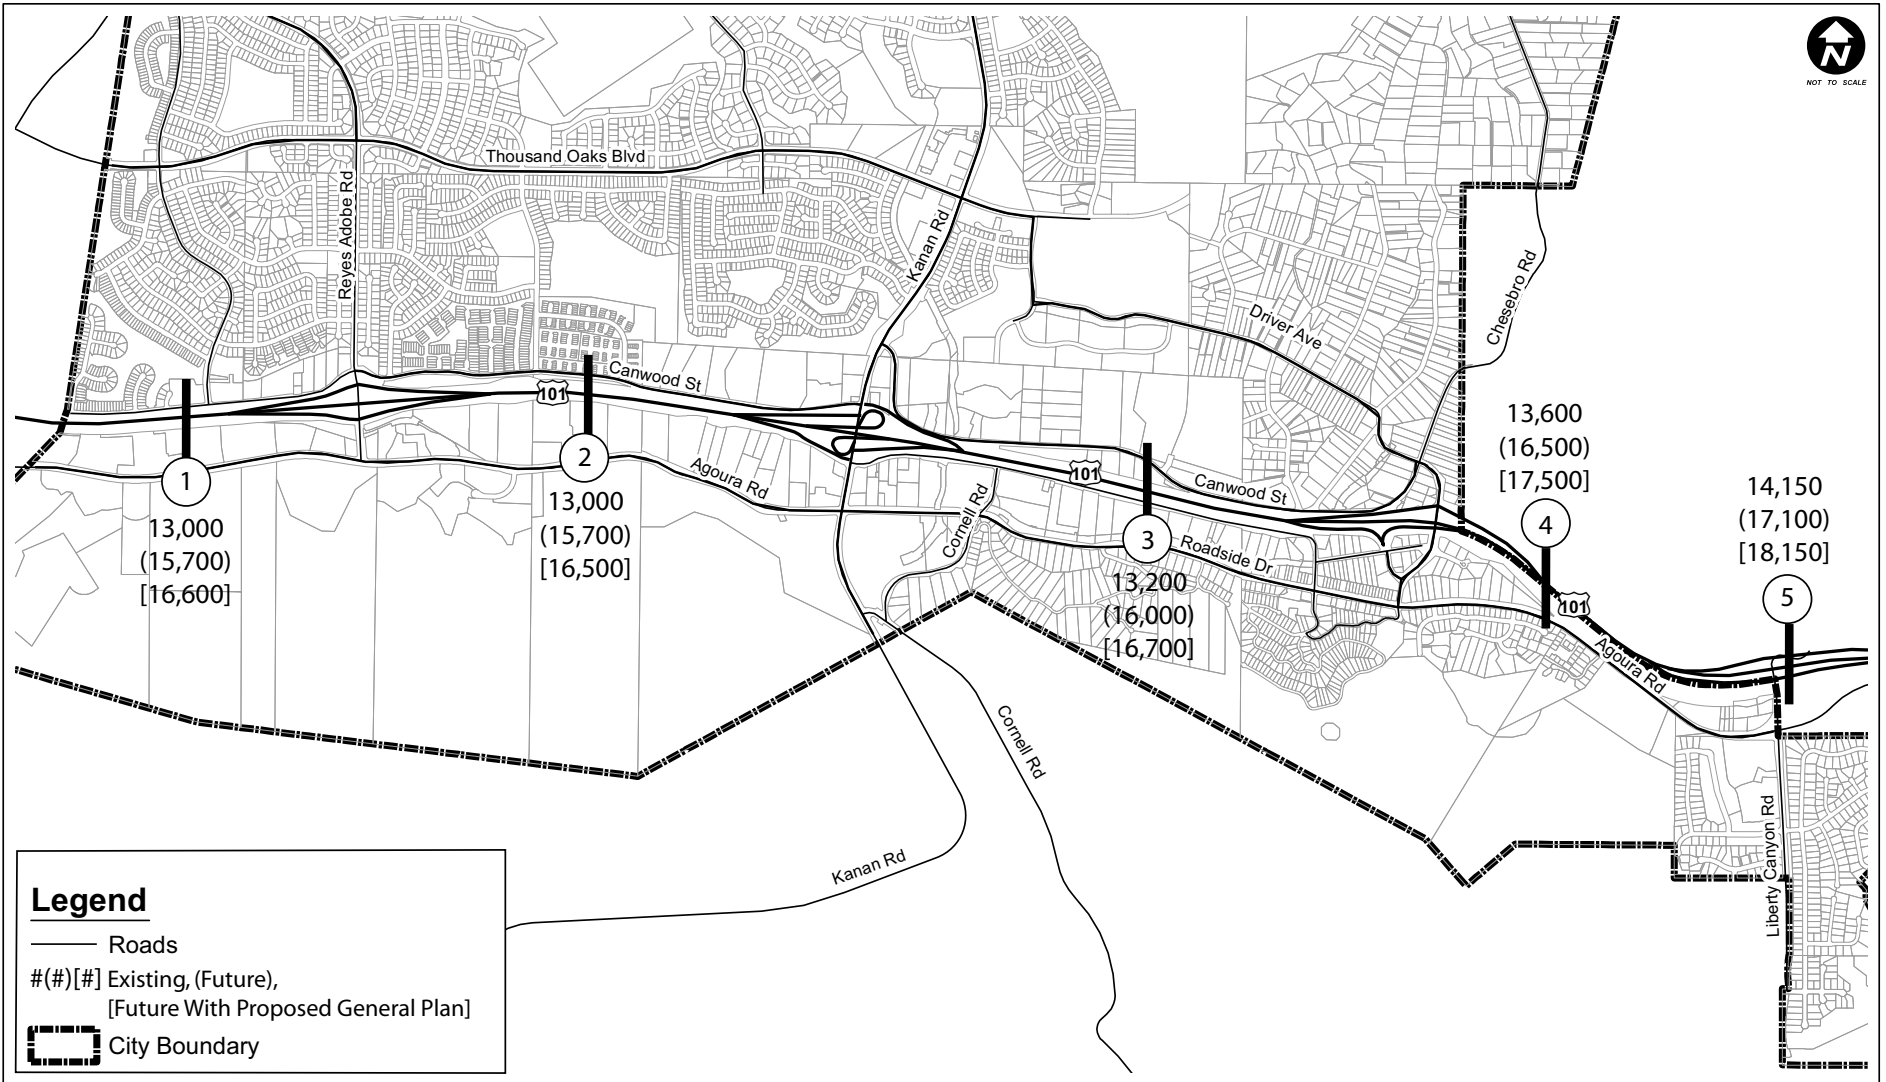 N
NOT TO SCALE
Thousand Oaks Blvd
Reyes Adobe Rd
Kanan Rd
Chesebro Rd
Driver Ave
Canwood St
101
Agoura Rd
Cornell Rd
101
Canwood St
Roadside Dr
101
Agoura Rd
1
13,000
(15,700)
[16,600]
2
13,000
(15,700)
[16,500]
3
13,200
(16,000)
[16,700]
13,600
(16,500)
[17,500]
4
14,150
(17,100)
[18,150]
5
Cornell Rd
Kanan Rd
Liberty Canyon Rd
Legend
Roads
#(#)[#] Existing, (Future),
[Future With Proposed General Plan]
City Boundary